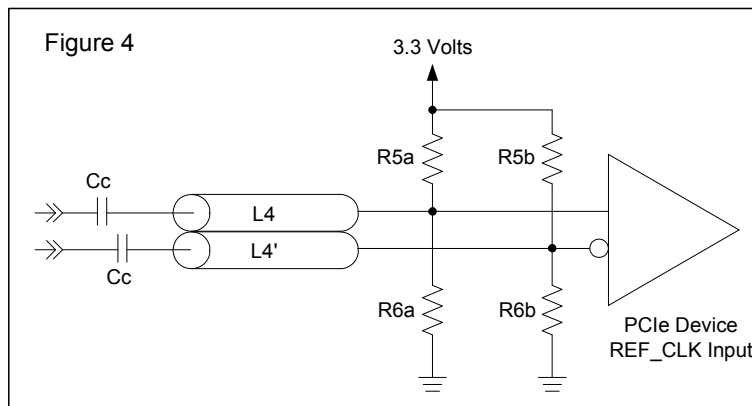 Figure 4
3.3 Volts
R5a
R5b
Cc
L4
L4'
Cc
R6a
R6b
PCIe Device
REF_CLK Input